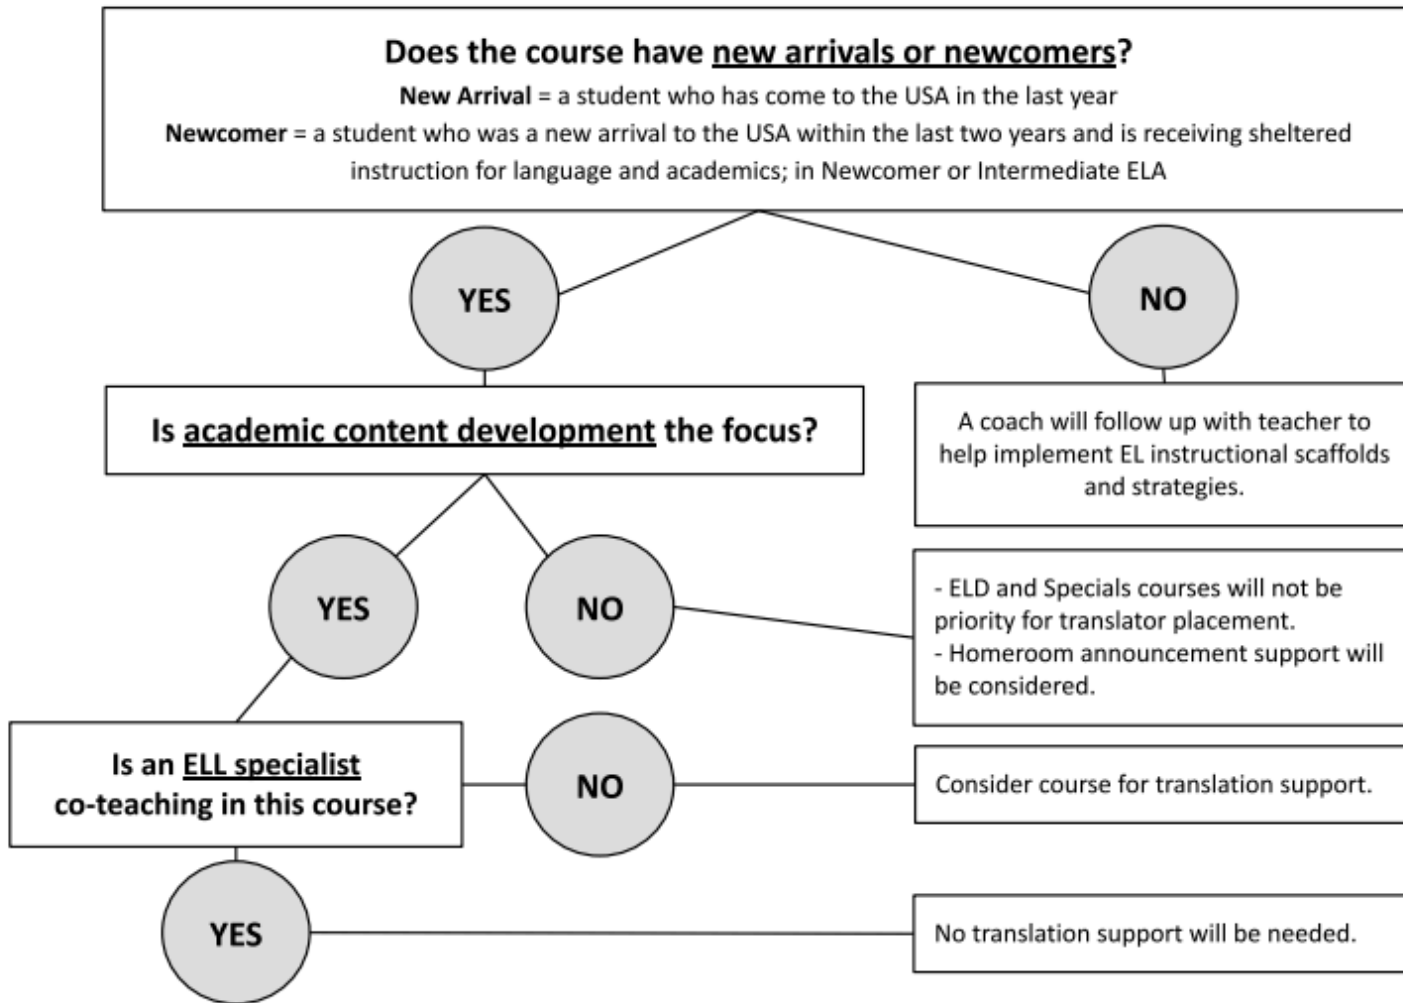 Does the course have new arrivals or newcomers?
New Arrival = a student who has come to the USA in the last year
Newcomer = a student who was a new arrival to the USA within the last two years and is receiving sheltered
instruction for language and academics; in Newcomer or Intermediate ELA
YES
NO
Is academic content development the focus?
A coach will follow up with teacher to
help implement EL instructional scaffolds
and strategies.
YES
NO
- ELD and Specials courses will not be
priority for translator placement.
- Homeroom announcement support will
be considered.
Is an ELL specialist
co-teaching in this course?
NO
Consider course for translation support.
YES
No translation support will be needed.